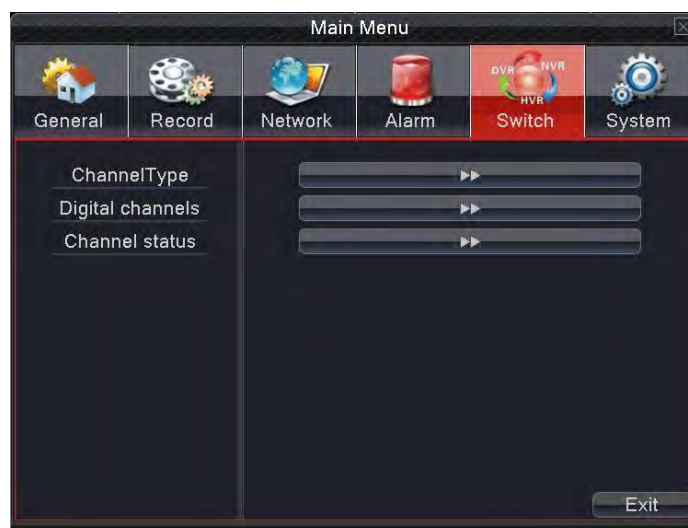 Main Menu
DVR NVR
HVR
General Record Network Alarm Switch System
ChannelType
Digital channels
Channel status
Exit